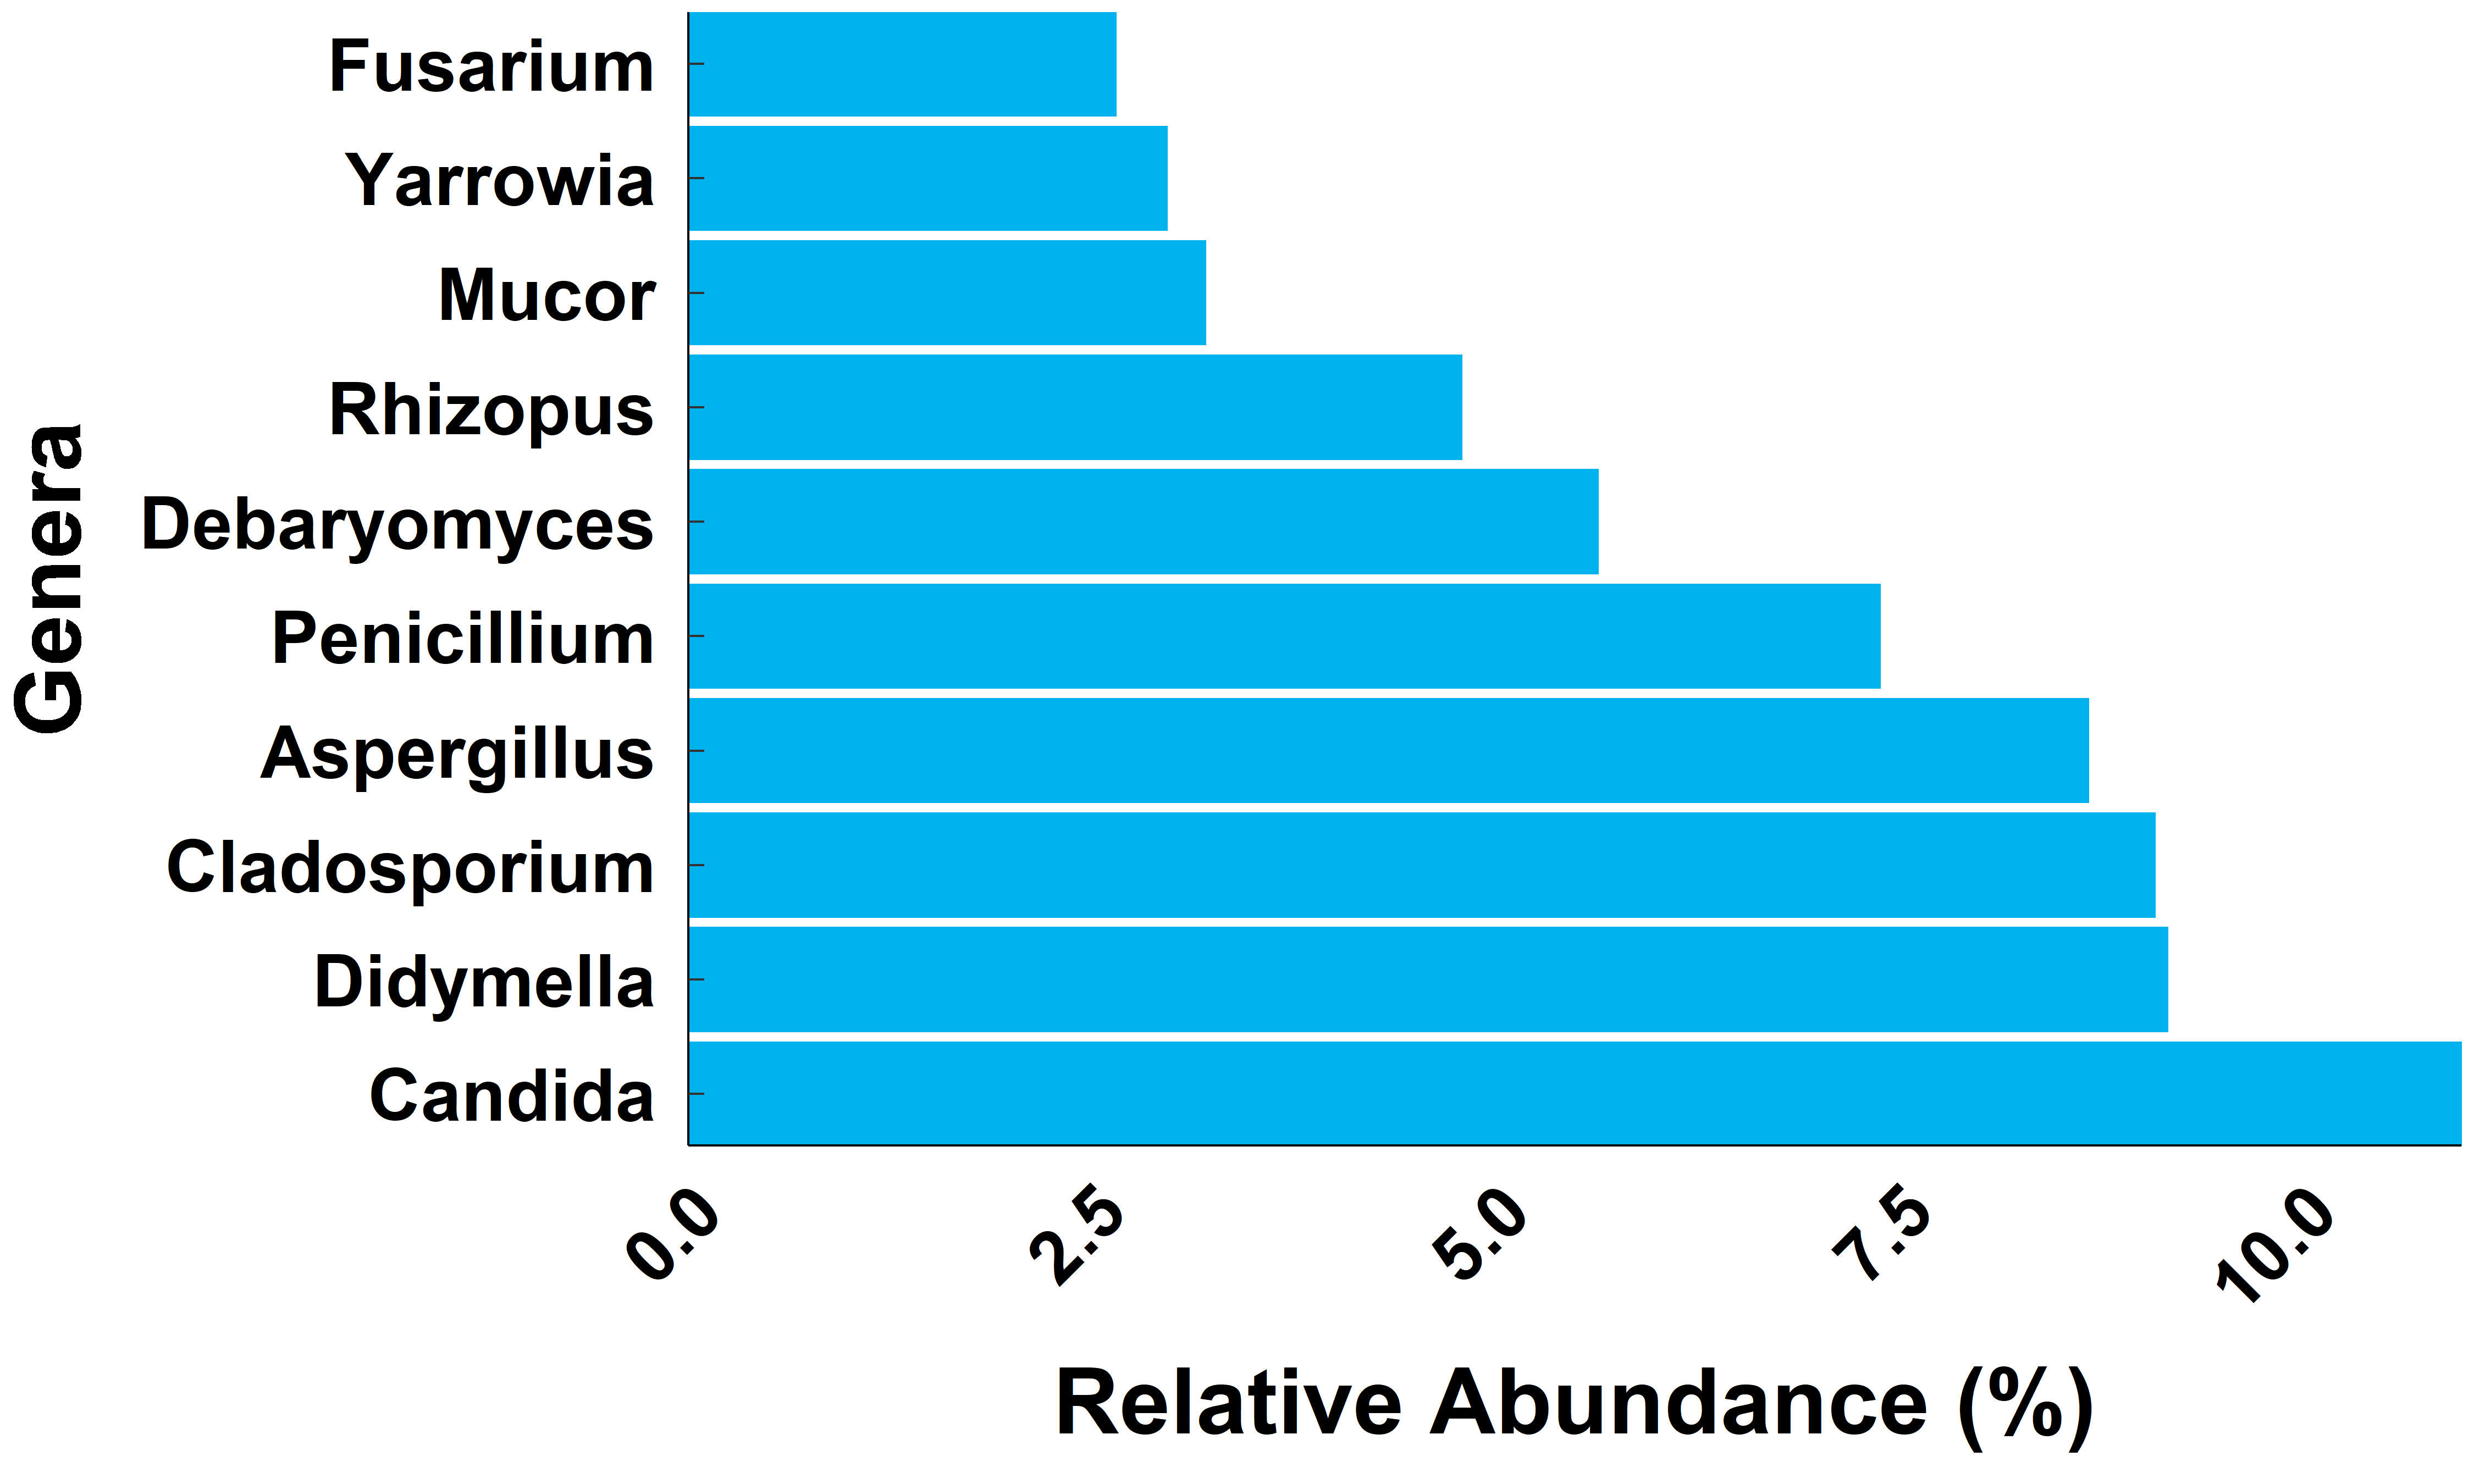 Genera
Fusarium
Yarrowia
Mucor
Rhizopus
Debaryomyces
Penicillium
Aspergillus
Cladosporium
Didymella
Candida
0.0
2.5
5.0
7.5
10.0
Relative Abundance (%)